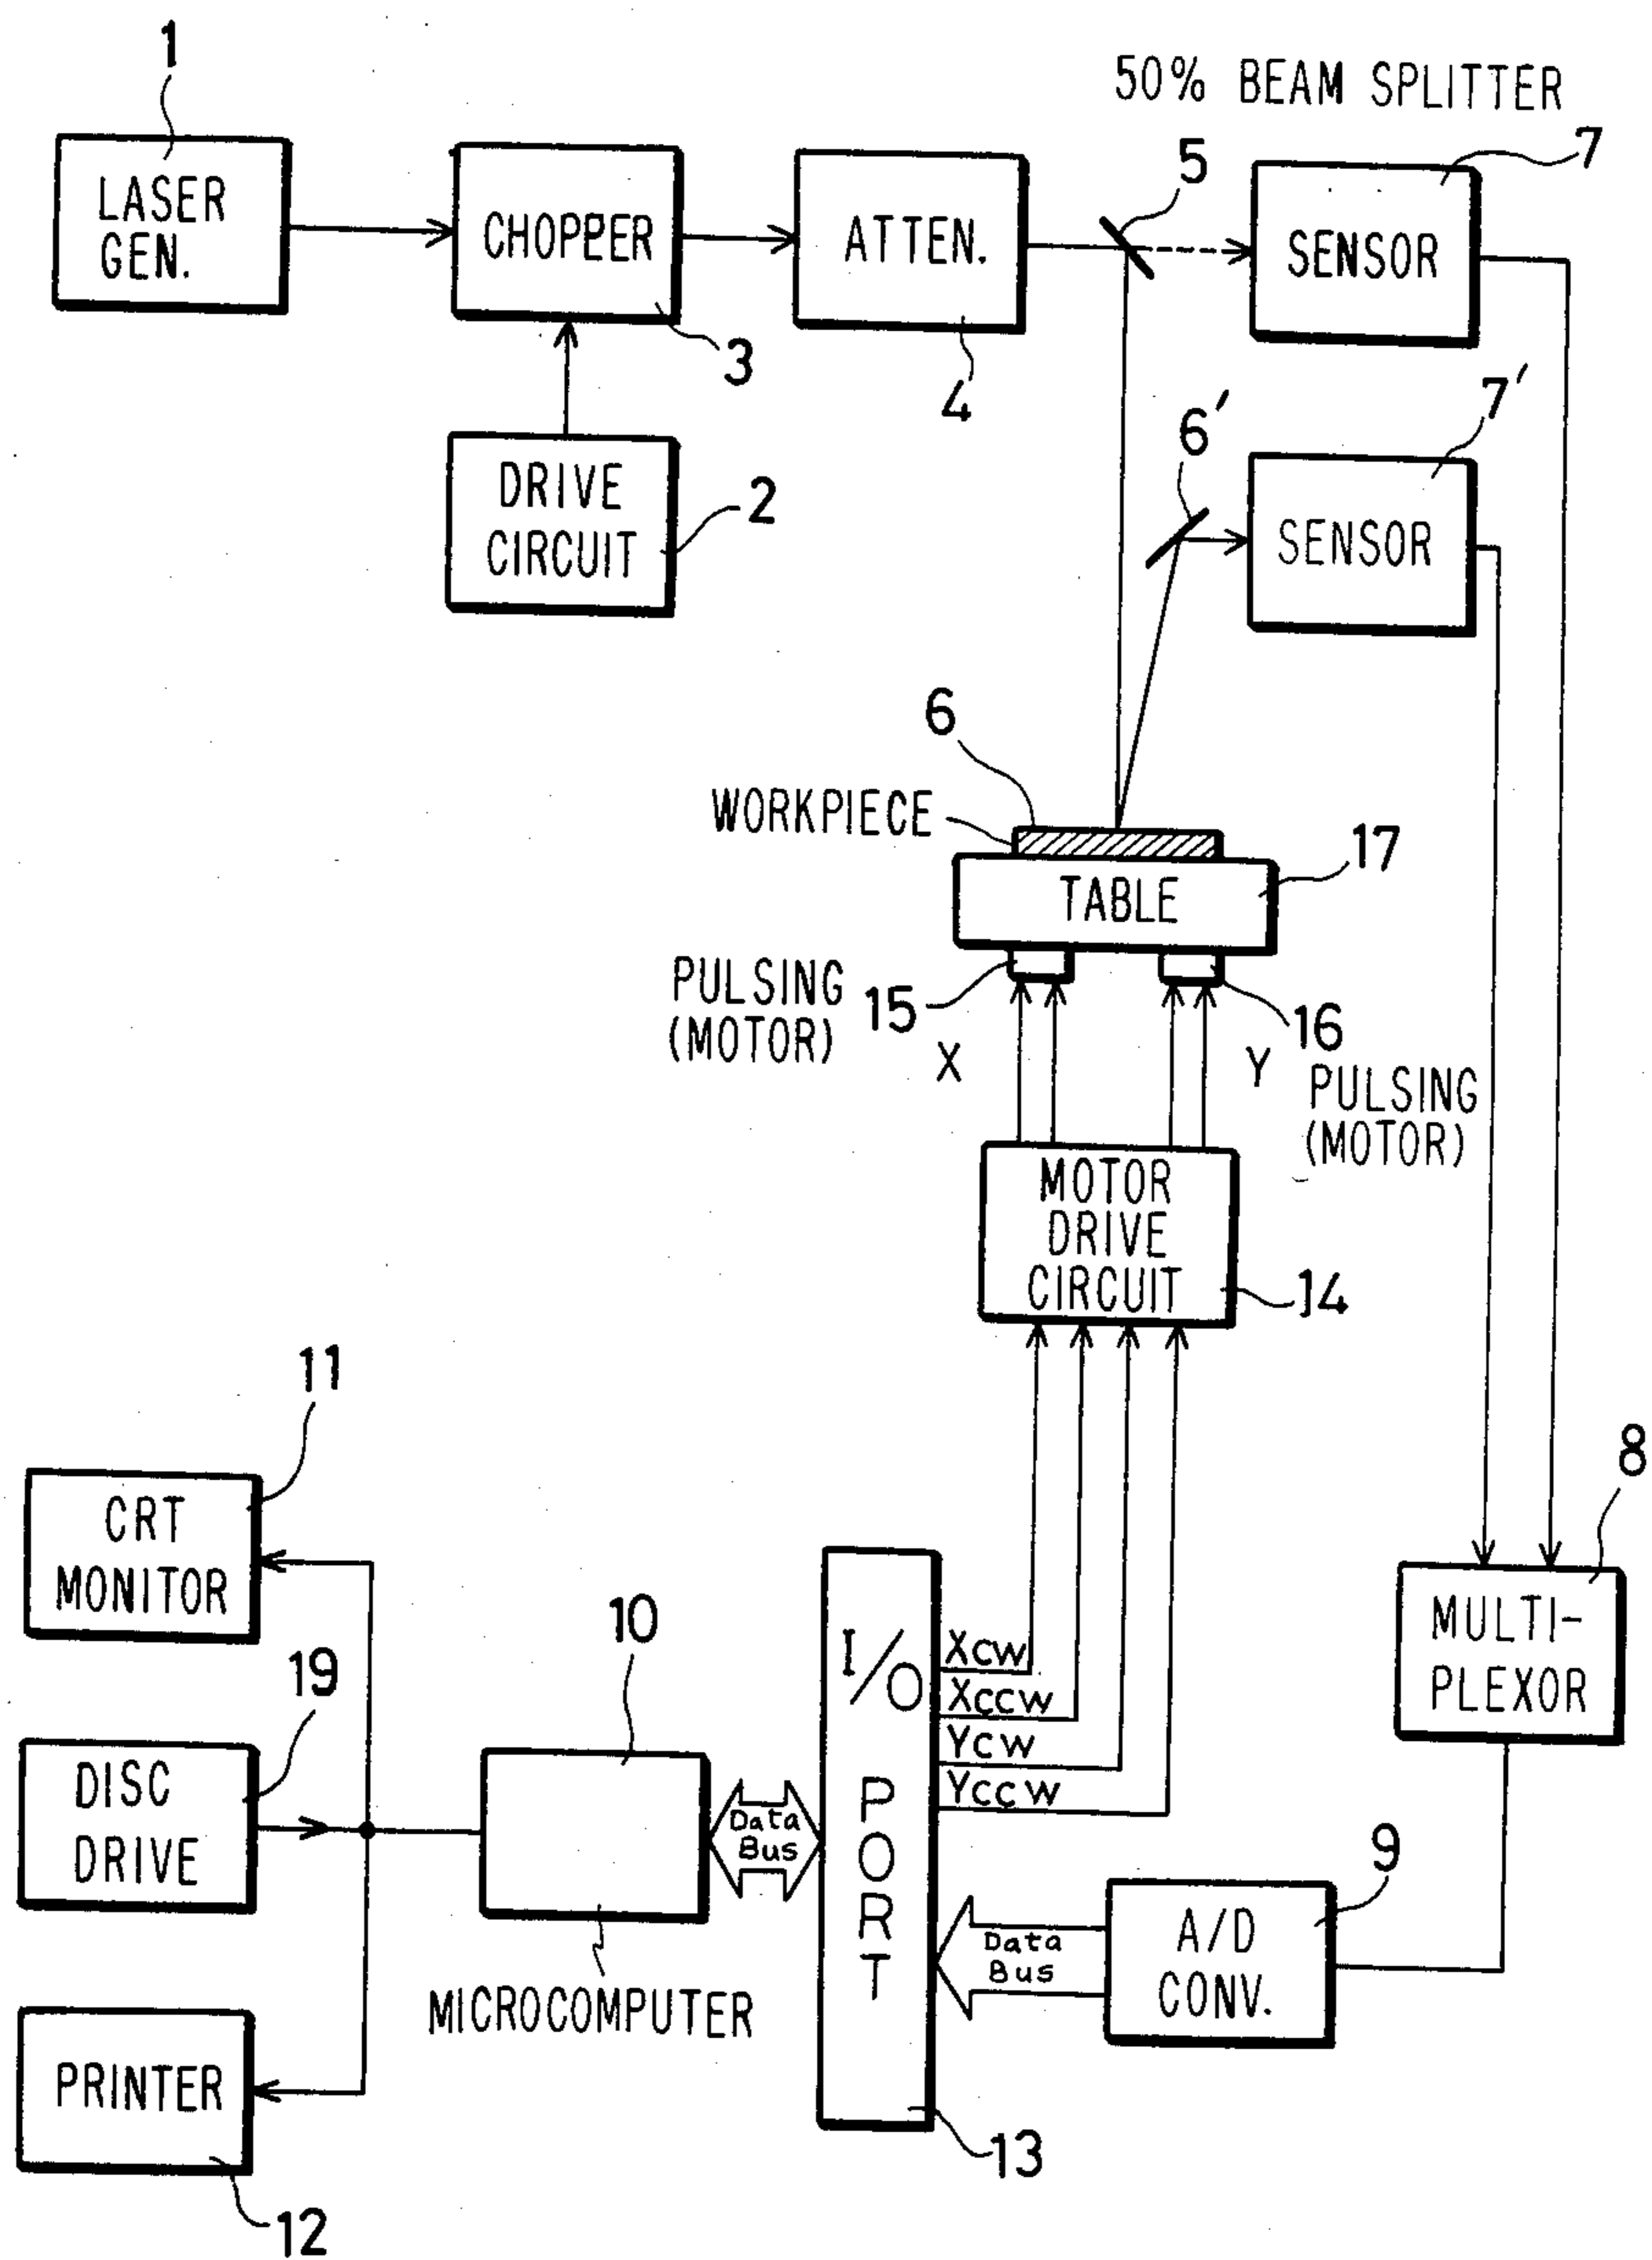 1
50% BEAM SPLITTER
5
7
LASER
GEN.
CHOPPER
ATTEN.
SENSOR
3
4
7'
6'
DRIVE
CIRCUIT
2
SENSOR
6
WORKPIECE
17
TABLE
PULSING
(MOTOR)
15
16
X
Y
PULSING
(MOTOR)
MOTOR
DRIVE
CIRCUIT
14
11
8
CRT
MONITOR
10
I/O
PORT
XCW
XCCW
YCW
YCCW
MULTI-
PLEXOR
19
DISC
DRIVE
Data
Bus
9
A/D
CONV.
Data
Bus
MICROCOMPUTER
PRINTER
13
12